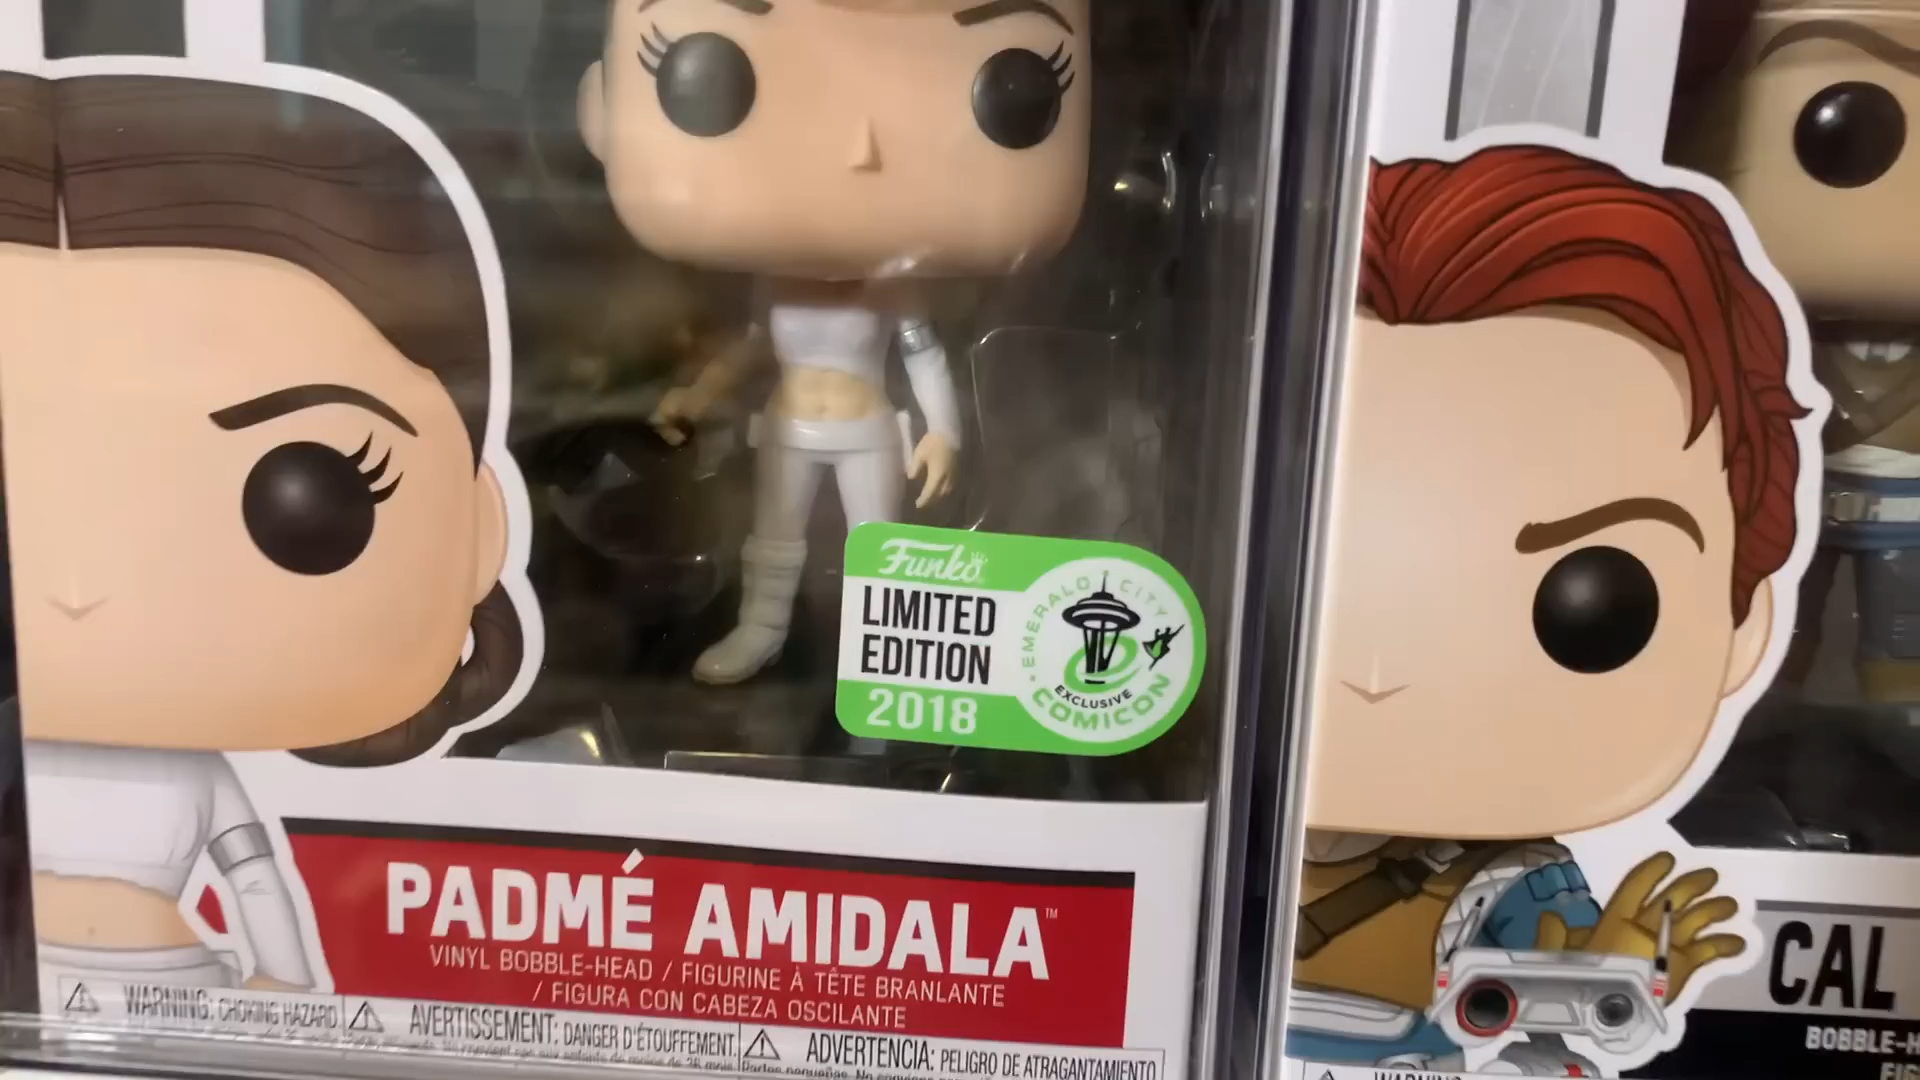 Funko
LIMITED
EDITION
2018
EMERALD CITY
EXCLUSIVE
COMICON
PADMÉ AMIDALA™
VINYL BOBBLE-HEAD / FIGURINE À TÊTE BRANLANTE
/ FIGURA CON CABEZA OSCILANTE
WARNING: CHOKING HAZARD
AVERTISSEMENT: DANGER D'ÉTOUFFEMENT.
ADVERTENCIA: PELIGRO DE ATRAGANTAMIENTO
CAL
BOBBLE-H
WARNING